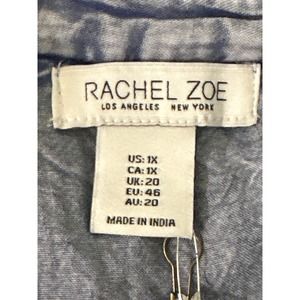 RACHEL ZOE
LOS ANGELES NEW YORK
US: 1X
CA: 1X
UK: 20
EU: 46
AU: 20
MADE IN INDIA